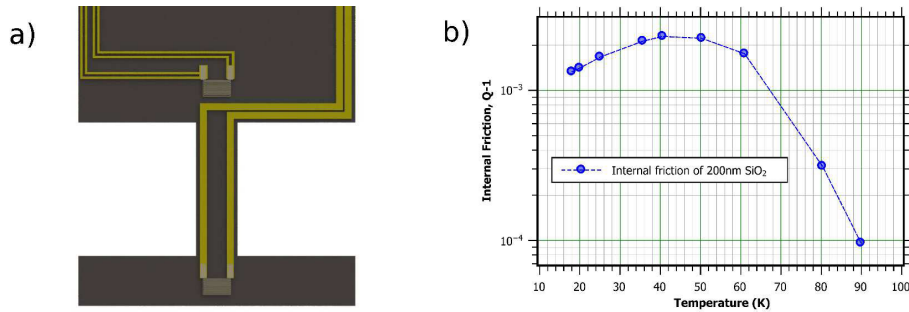 a)
b)
Internal Friction, Q-1
10⁻³
10⁻⁴
Internal friction of 200nm SiO₂
10 20 30 40 50 60 70 80 90 100
Temperature (K)